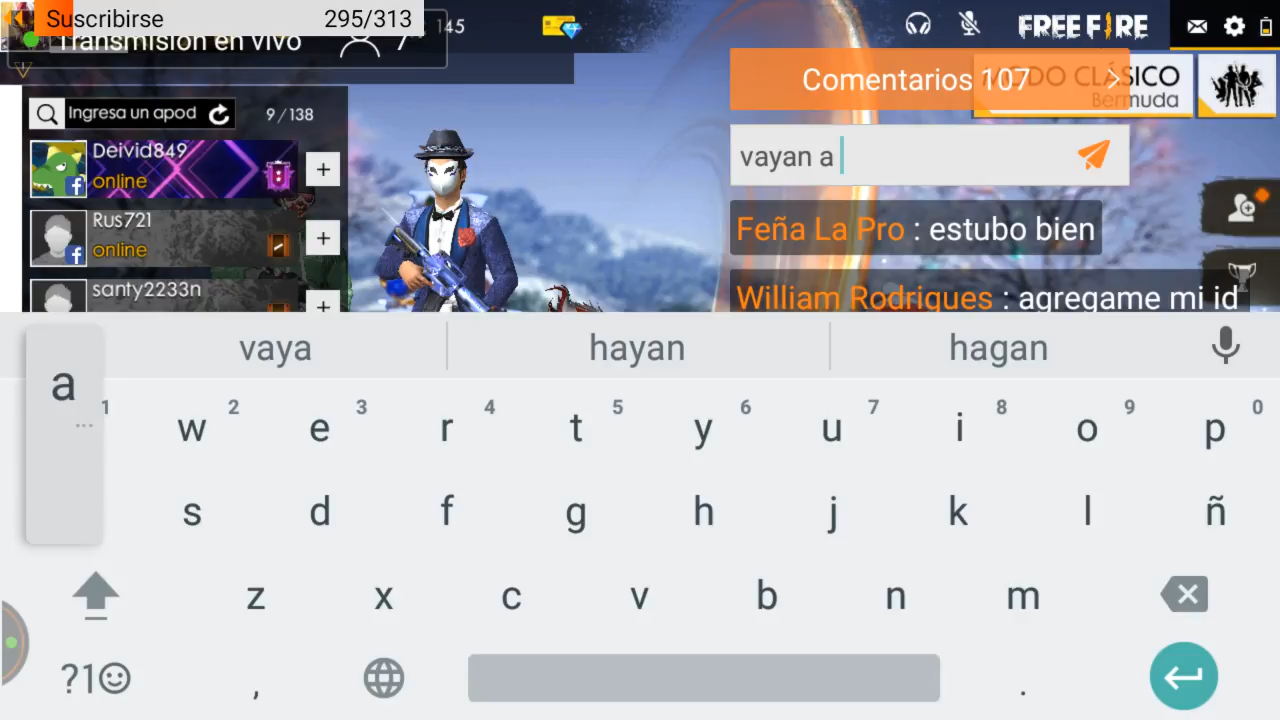 Suscribirse 295/313
Transmisión en vivo 7
145
FREE FIRE
Comentarios 107
MODO CLÁSICO
Bermuda
Ingresa un apod 9/138
vayan a
Deivid849
online
Feña La Pro : estubo bien
Rus721
online
santy2233n
William Rodrigues : agregame mi id
vaya hayan hagan
a
1 2 3 4 5 6 7 8 9 0
w e r t y u i o p
s d f g h j k l ñ
z x c v b n m
?1 , .